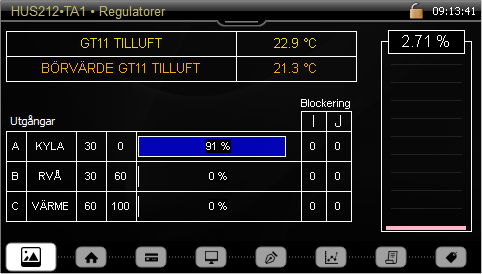 HUS212-TA1 • Regulatorer 09:13:41
GT11 TILLUFT 22.9 °C
BÖRVÄRDE GT11 TILLUFT 21.3 °C
2.71 %
Blockering
Utgångar I J
A KYLA 30 0 91 % 0 0
B RVÅ 30 60 0 % 0 0
C VÄRME 60 100 0 % 0 0